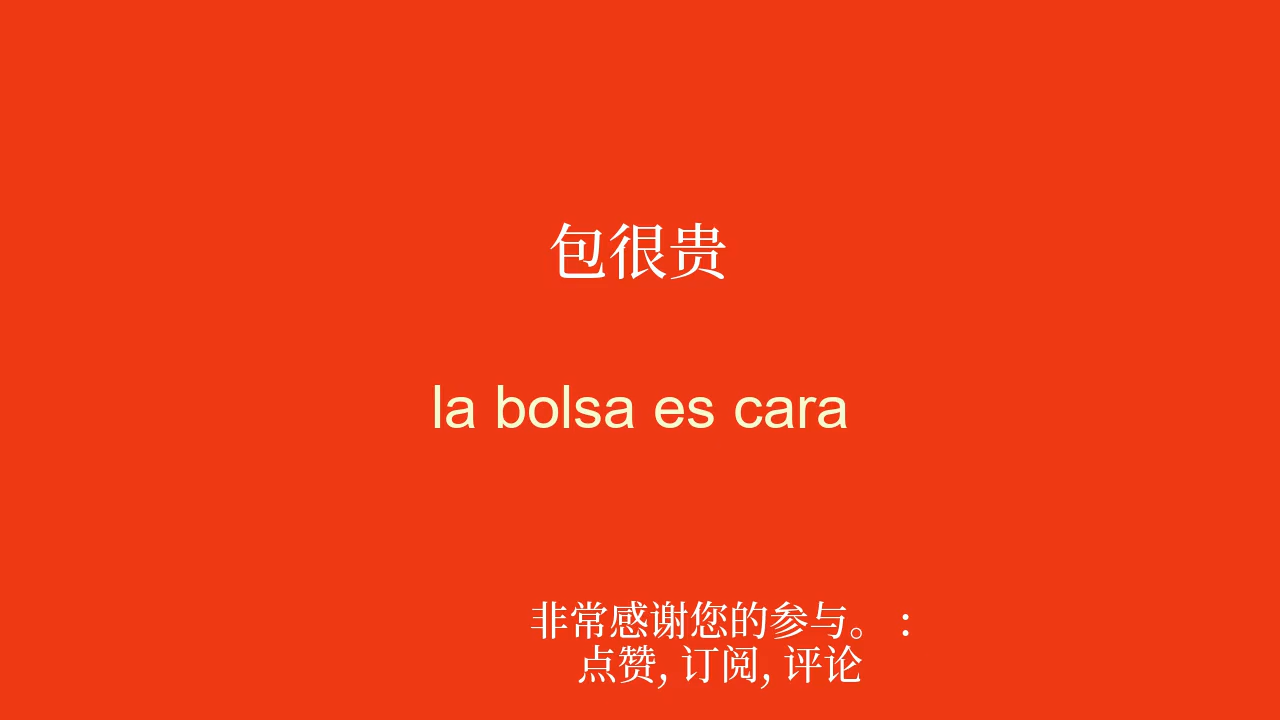 包很贵
la bolsa es cara
非常感谢您的参与。 :
点赞, 订阅, 评论